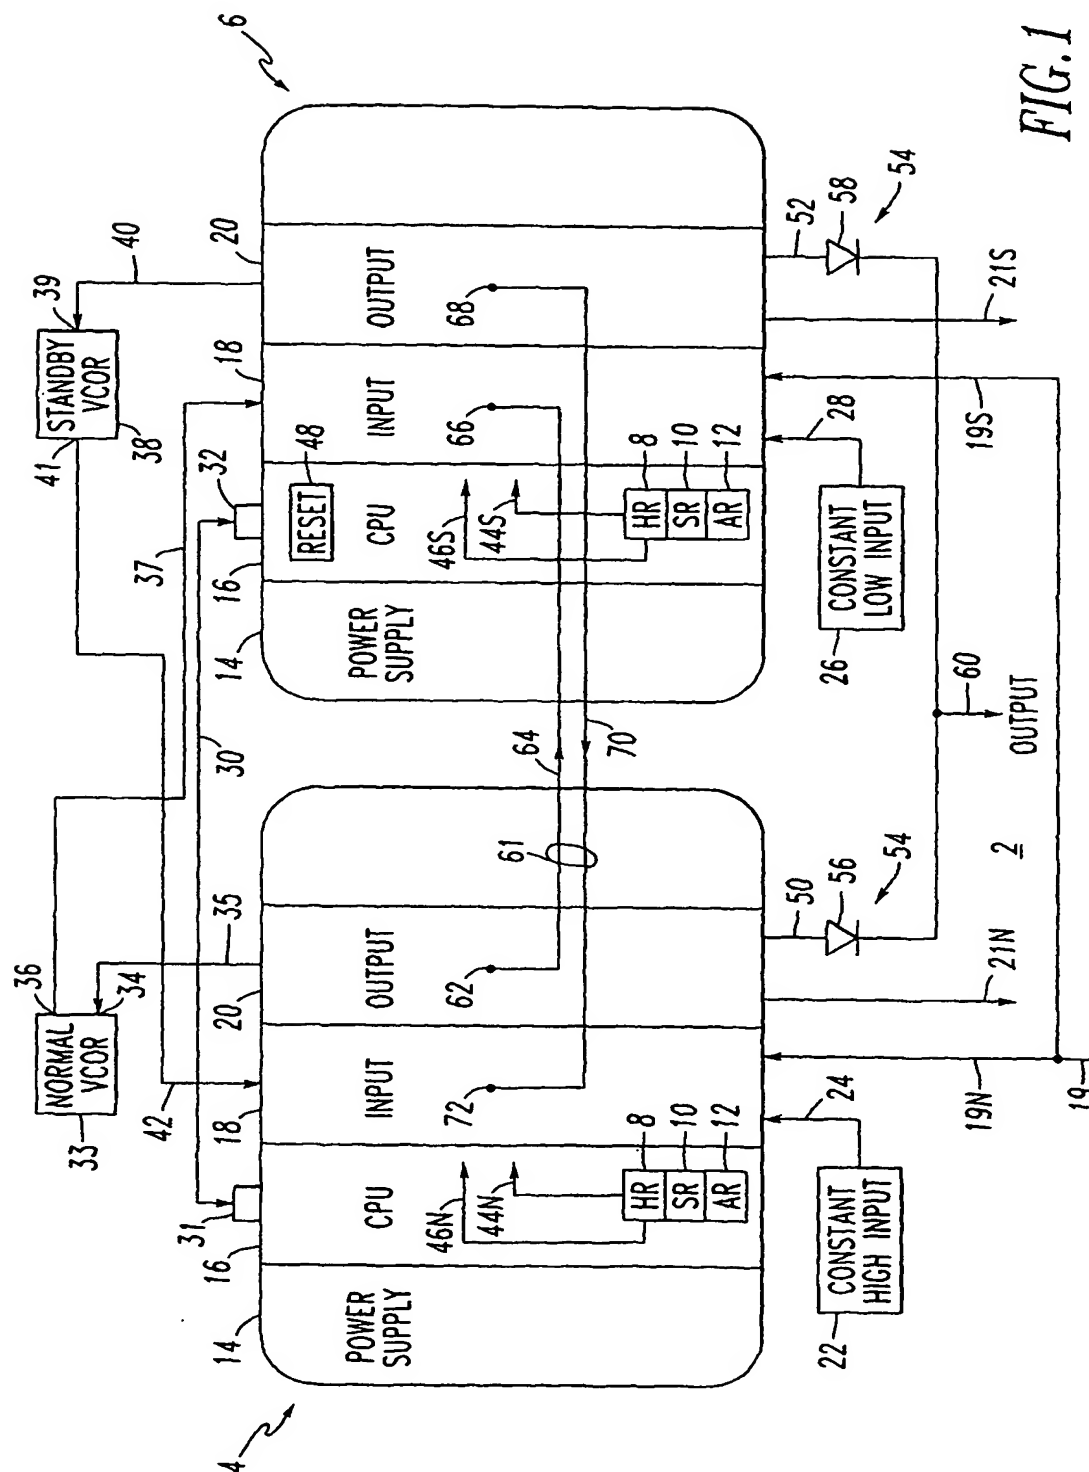 4
6
33
NORMAL
VCOR
36
34
41
STANDBY
VCOR
39
38
42
35
30
37
40
14
16
31
18
20
14
16
32
18
20
RESET
48
POWER
SUPPLY
CPU
INPUT
OUTPUT
POWER
SUPPLY
CPU
INPUT
OUTPUT
46N
44N
72
62
61
64
70
46S
44S
66
68
HR
SR
AR
8
10
12
HR
SR
AR
8
10
12
22
CONSTANT
HIGH INPUT
24
19N
19
21N
50
56
54
2
26
CONSTANT
LOW INPUT
28
19S
21S
52
58
54
60
OUTPUT
FIG. 1